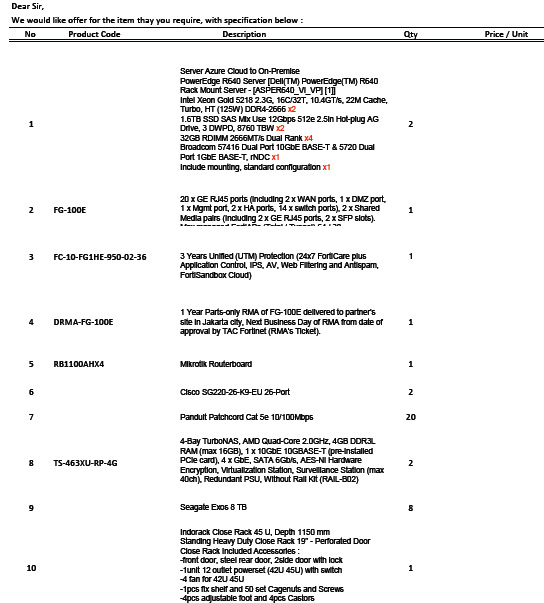 Dear Sir,
We would like offer for the item thay you require, with specification below :
No Product Code Description Qty Price / Unit
Server Azure Cloud to On-Premise
PowerEdge R640 Server [Dell(TM) PowerEdge(TM) R640
Rack Mount Server - [ASPER640_VI_VP] [1]]
Intel Xeon Gold 5218 2.3G, 16C/32T, 10.4GT/s, 22M Cache,
Turbo, HT (125W) DDR4-2666 x2
1.6TB SSD SAS Mix Use 12Gbps 512e 2.5in Hot-plug AG
Drive, 3 DWPD, 8760 TBW x2
1 2
32GB RDIMM 2666MT/s Dual Rank x4
Broadcom 57416 Dual Port 10GbE BASE-T & 5720 Dual
Port 1GbE BASE-T, rNDC x1
Include mounting, standard configuration x1
20 x GE RJ45 ports (including 2 x WAN ports, 1 x DMZ port,
2 FG-100E 1 x Mgmt port, 2 x HA ports, 14 x switch ports), 2 x Shared 1
Media pairs (Including 2 x GE RJ45 ports, 2 x SFP slots).
3 FC-10-FG1HE-950-02-36 3 Years Unified (UTM) Protection (24x7 FortiCare plus 1
Application Control, IPS, AV, Web Filtering and Antispam,
FortiSandbox Cloud)
1 Year Parts-only RMA of FG-100E delivered to partner's
4 DRMA-FG-100E site in Jakarta city, Next Business Day of RMA from date of 1
approval by TAC Fortinet (RMA's Ticket).
5 RB1100AHX4 Mikrotik Routerboard 1
6 Cisco SG220-26-K9-EU 26-Port 2
7 Panduit Patchcord Cat 5e 10/100Mbps 20
4-Bay TurboNAS, AMD Quad-Core 2.0GHz, 4GB DDR3L
RAM (max 16GB), 1 x 10GbE 10GBASE-T (pre-installed
8 TS-463XU-RP-4G PCIe card), 4 x GbE, SATA 6Gb/s, AES-NI Hardware 2
Encryption, Virtualization Station, Surveillance Station (max
40ch), Redundant PSU, Without Rail Kit (RAIL-B02)
9 Seagate Exos 8 TB 8
Indorack Close Rack 45 U, Depth 1150 mm
Standing Heavy Duty Close Rack 19" - Perforated Door
Close Rack Included Accessories :
-front door, steel rear door, 2side door with lock
10 -1unit 12 outlet powerset (42U 45U) with switch 1
-4 fan for 42U 45U
-1pcs fix shelf and 50 set Cagenuts and Screws
-4pcs adjustable foot and 4pcs Castors